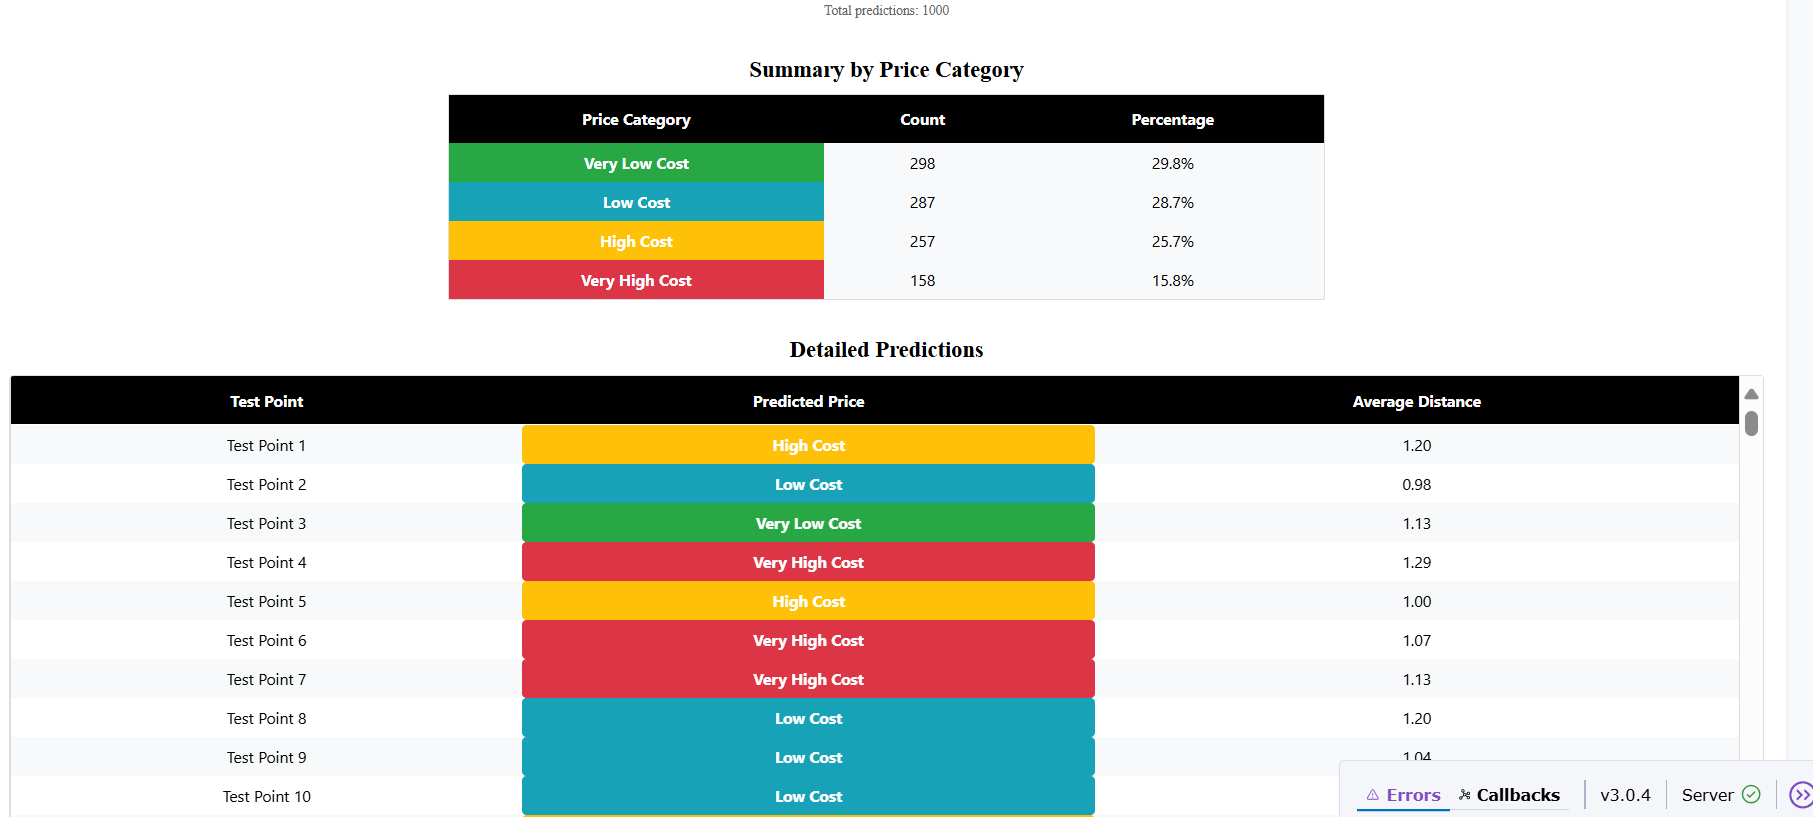 Total predictions: 1000
Summary by Price Category
Price Category Count Percentage
Very Low Cost 298 29.8%
Low Cost 287 28.7%
High Cost 257 25.7%
Very High Cost 158 15.8%
Detailed Predictions
Test Point Predicted Price Average Distance
Test Point 1 High Cost 1.20
Test Point 2 Low Cost 0.98
Test Point 3 Very Low Cost 1.13
Test Point 4 Very High Cost 1.29
Test Point 5 High Cost 1.00
Test Point 6 Very High Cost 1.07
Test Point 7 Very High Cost 1.13
Test Point 8 Low Cost 1.20
Test Point 9 Low Cost 1.04
Test Point 10 Low Cost
Errors Callbacks v3.0.4 Server